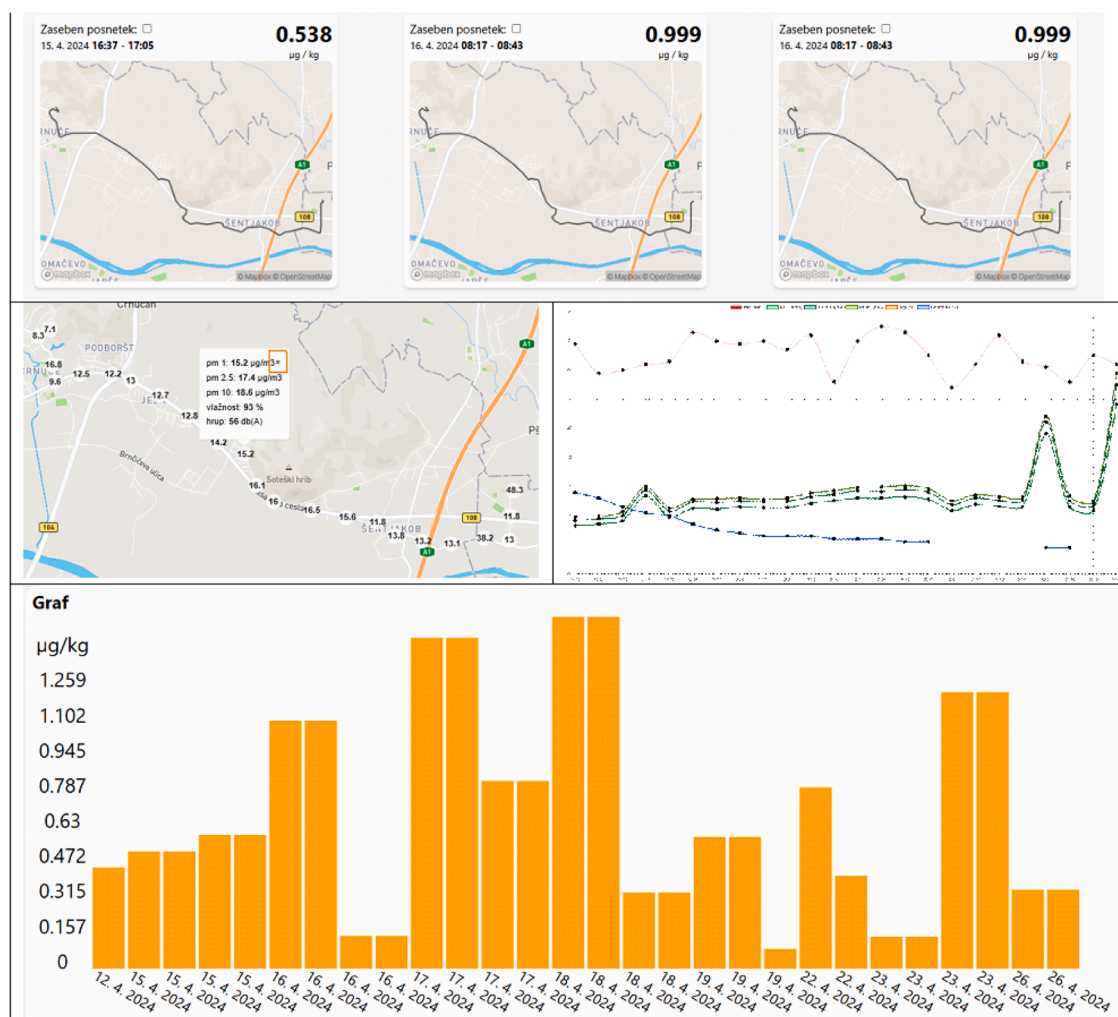 Zaseben posnetek:
15. 4. 2024 16:37 - 17:05
0.538
µg / kg
RNUČE
A1
P
108
ŠENTJAKOB
OMAČEVO
mapbox
© Mapbox © OpenStreetMap
Zaseben posnetek:
16. 4. 2024 08:17 - 08:43
0.999
µg / kg
RNUČE
A1
P
108
ŠENTJAKOB
OMAČEVO
mapbox
© Mapbox © OpenStreetMap
Zaseben posnetek:
16. 4. 2024 08:17 - 08:43
0.999
µg / kg
RNUČE
A1
P
108
ŠENTJAKOB
OMAČEVO
mapbox
© Mapbox © OpenStreetMap
Črnučah
8.3
7.1
PODBORŠT
16.8
CRNUČ
9.6
12.5
12.2
13
12.7
12.8
14.2
15.2
pm 1: 15.2 µg/m3×
pm 2.5: 17.4 µg/m3
pm 10: 18.6 µg/m3
vlažnost: 93 %
hrup: 56 db(A)
A1
Brnčičeva ulica
Soteški hrib
16.1
16
cesta
16.5
15.6
11.8
ŠENTJAKOB
13.8
13.2
13.1
38.2
13
48.3
11.8
108
104
A1
Graf
µg/kg
1.259
1.102
0.945
0.787
0.63
0.472
0.315
0.157
0
12. 4. 2024
15. 4. 2024
15. 4. 2024
15. 4. 2024
15. 4. 2024
16. 4. 2024
16. 4. 2024
16. 4. 2024
16. 4. 2024
17. 4. 2024
17. 4. 2024
17. 4. 2024
17. 4. 2024
18. 4. 2024
18. 4. 2024
18. 4. 2024
18. 4. 2024
19. 4. 2024
19. 4. 2024
19. 4. 2024
22. 4. 2024
22. 4. 2024
23. 4. 2024
23. 4. 2024
23. 4. 2024
23. 4. 2024
26. 4. 2024
26. 4. 2024